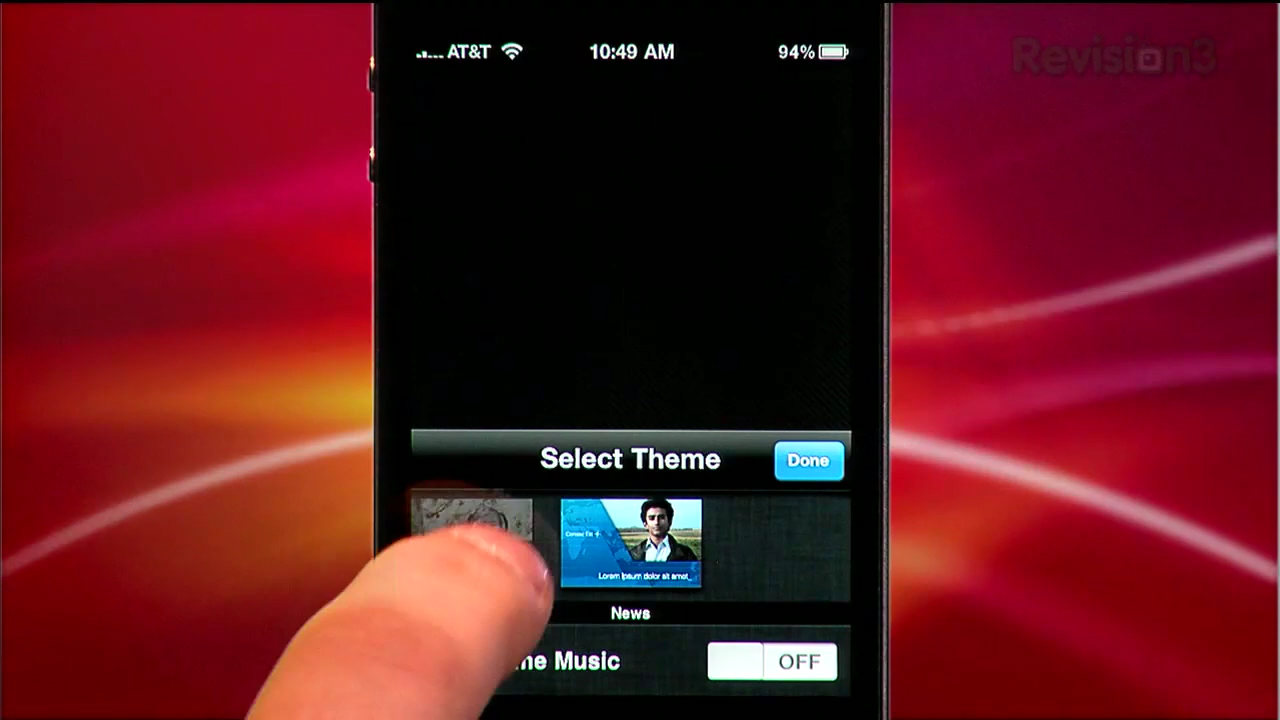 AT&T 10:49 AM 94%
Revision3
Select Theme Done
Lorem ipsum dolor sit amet,
News
me Music OFF